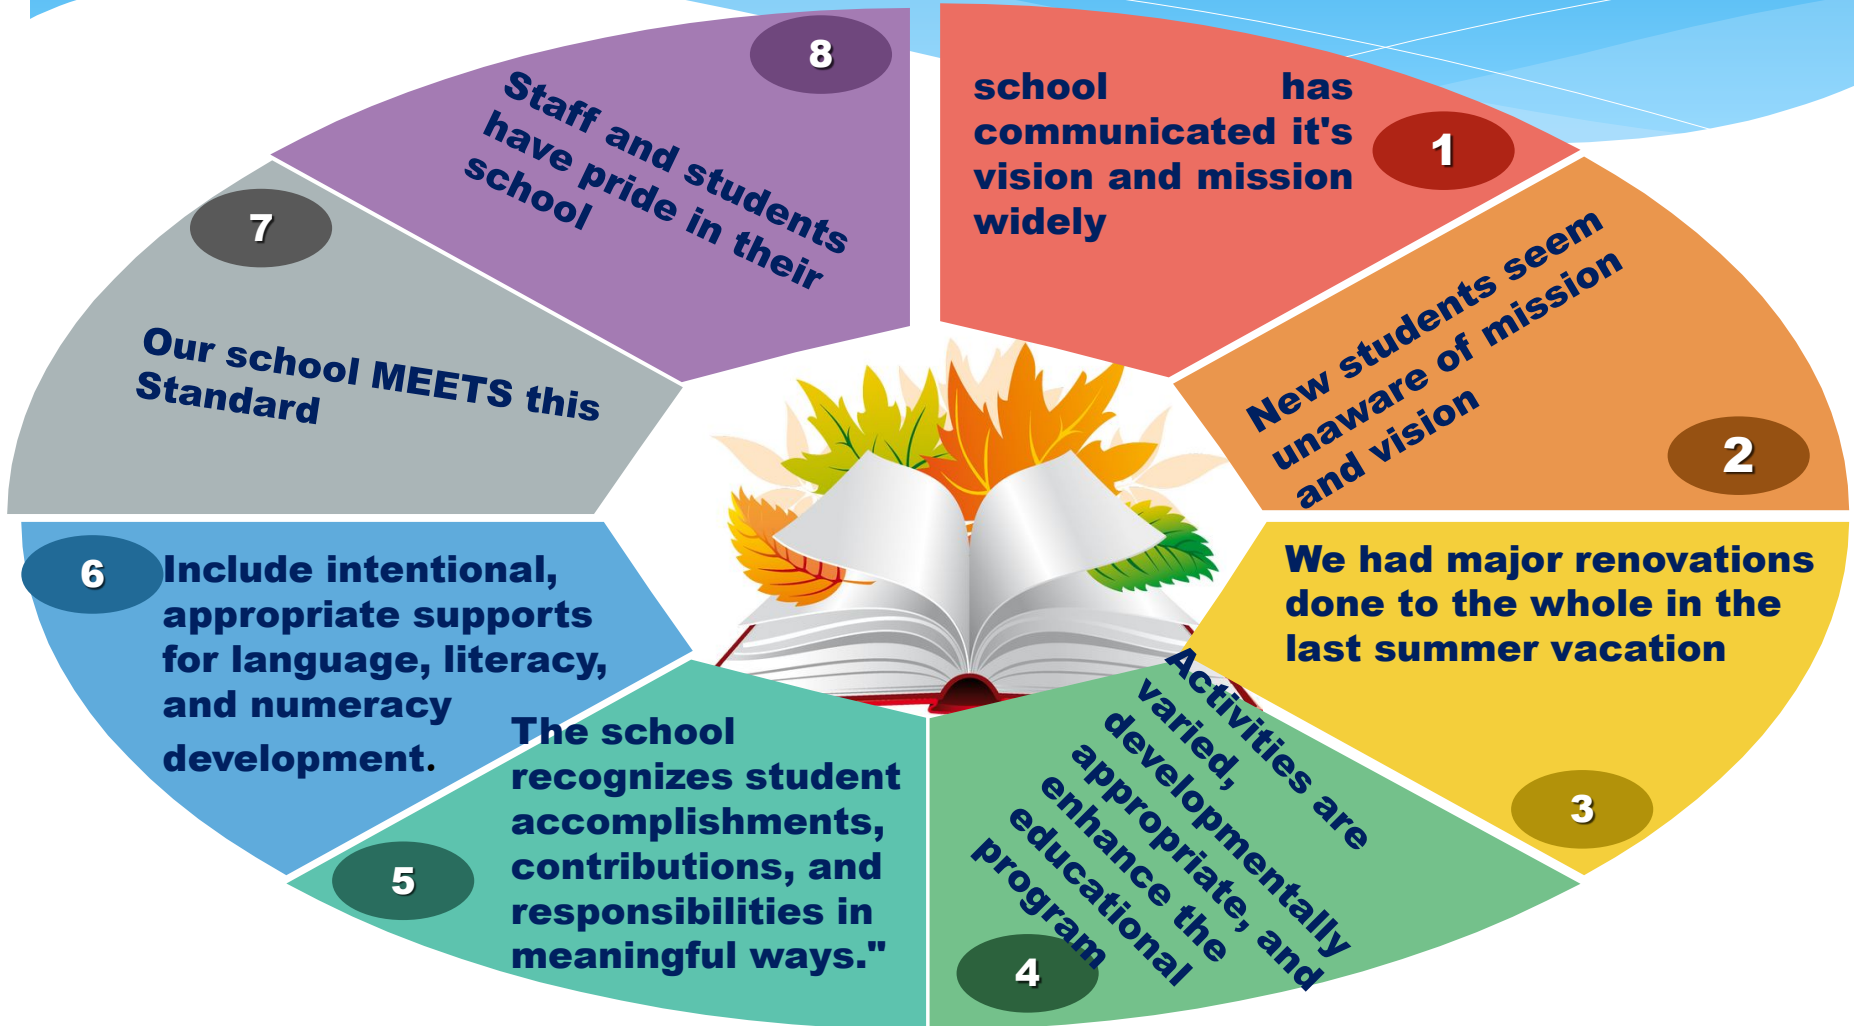 1
school has
communicated it's
vision and mission
widely
2
New students seem
unaware of mission
and vision
3
We had major renovations
done to the whole in the
last summer vacation
4
Activities are
varied,
developmentally
appropriate, and
enhance the
educational
program
5
The school
recognizes student
accomplishments,
contributions, and
responsibilities in
meaningful ways."
6
Include intentional,
appropriate supports
for language, literacy,
and numeracy
development.
7
Our school MEETS this
Standard
8
Staff and students
have pride in their
school